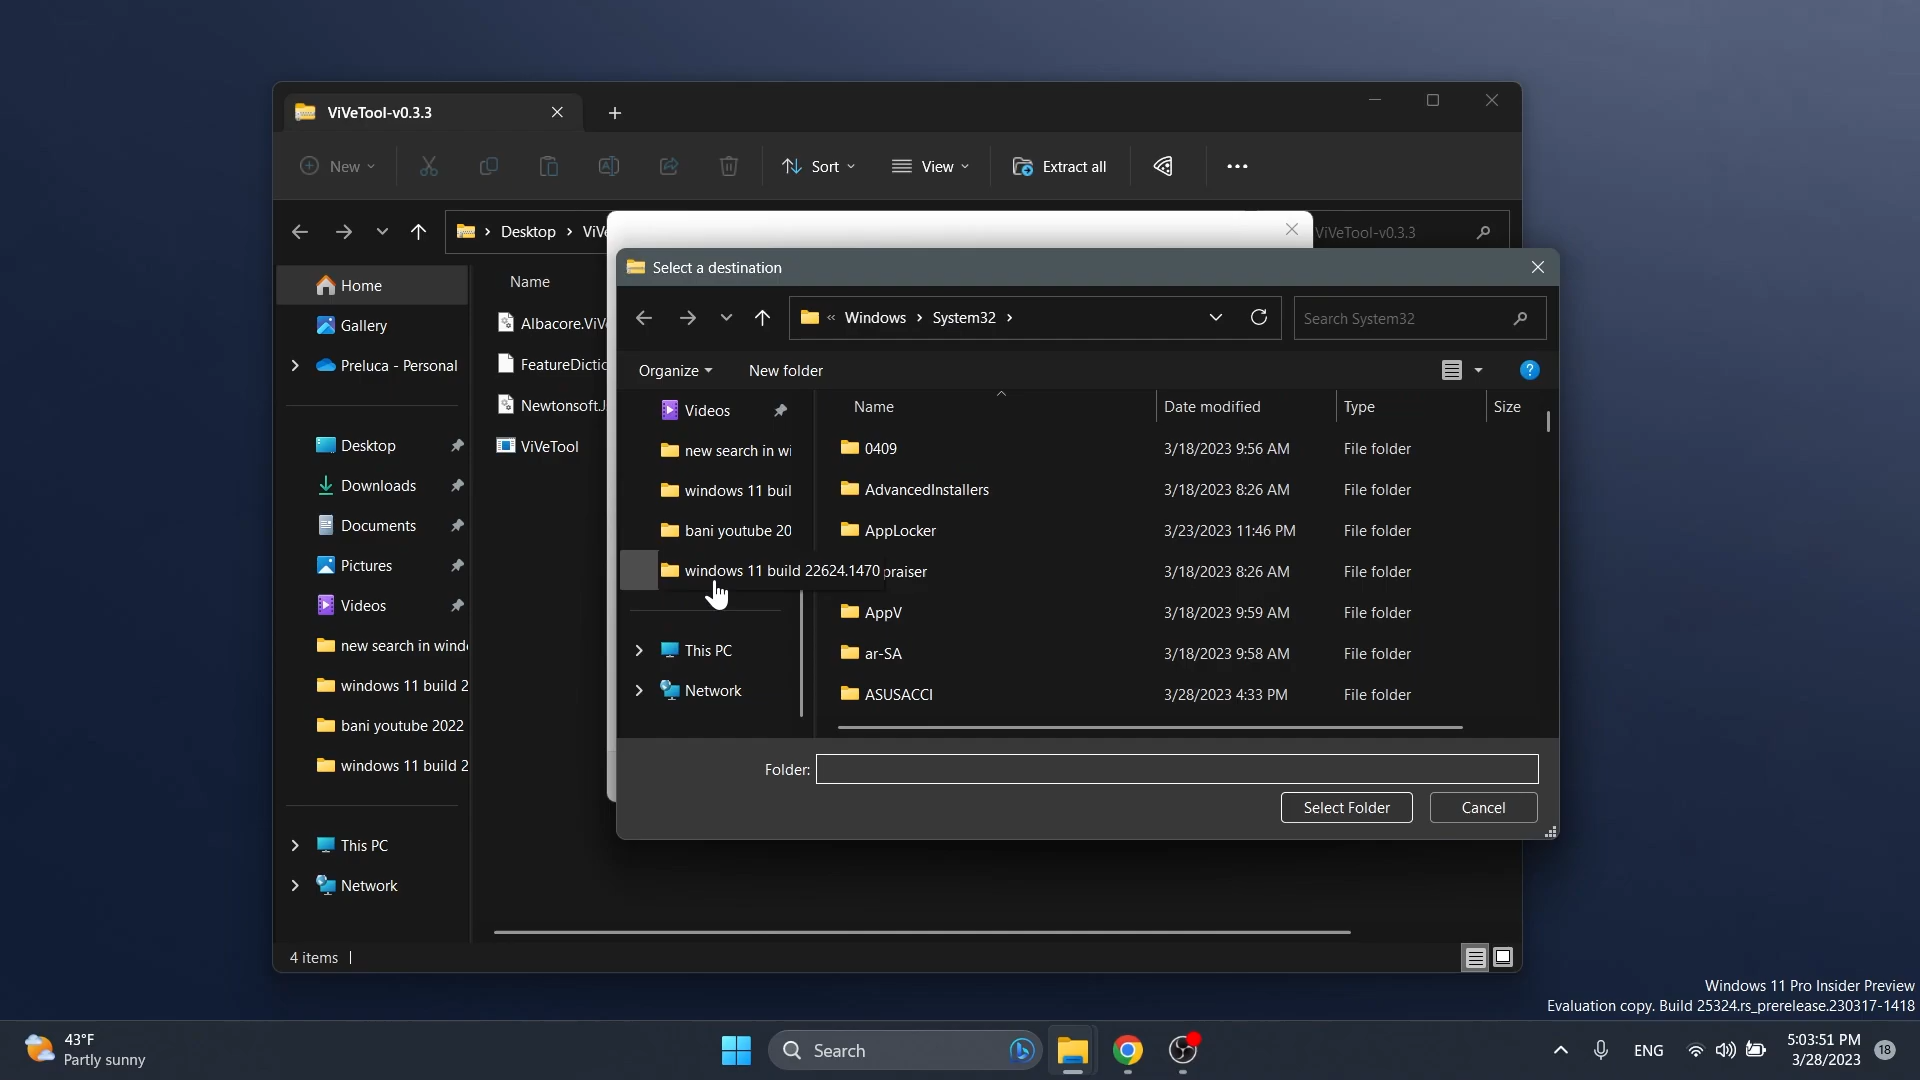 ViVeTool-v0.3.3
New
Sort
View
Extract all
Desktop
ViVe
ViVeTool-v0.3.3
Home
Gallery
Preluca - Personal
Desktop
Downloads
Documents
Pictures
Videos
new search in wind
windows 11 build 2
bani youtube 2022
windows 11 build 2
This PC
Network
Name
Albacore.ViV
FeatureDictio
Newtonsoft.J
ViVeTool
4 items
Select a destination
« Windows > System32 >
Search System32
Organize
New folder
?
Videos
new search in wi
windows 11 buil
bani youtube 20
windows 11 build 22624.1470
This PC
Network
Name Date modified Type Size
0409 3/18/2023 9:56 AM File folder
AdvancedInstallers 3/18/2023 8:26 AM File folder
AppLocker 3/23/2023 11:46 PM File folder
praiser 3/18/2023 8:26 AM File folder
AppV 3/18/2023 9:59 AM File folder
ar-SA 3/18/2023 9:58 AM File folder
ASUSACCI 3/28/2023 4:33 PM File folder
Folder:
Select Folder
Cancel
Windows 11 Pro Insider Preview
Evaluation copy. Build 25324.rs_prerelease.230317-1418
43°F
Partly sunny
Search
ENG
5:03:51 PM
3/28/2023
18